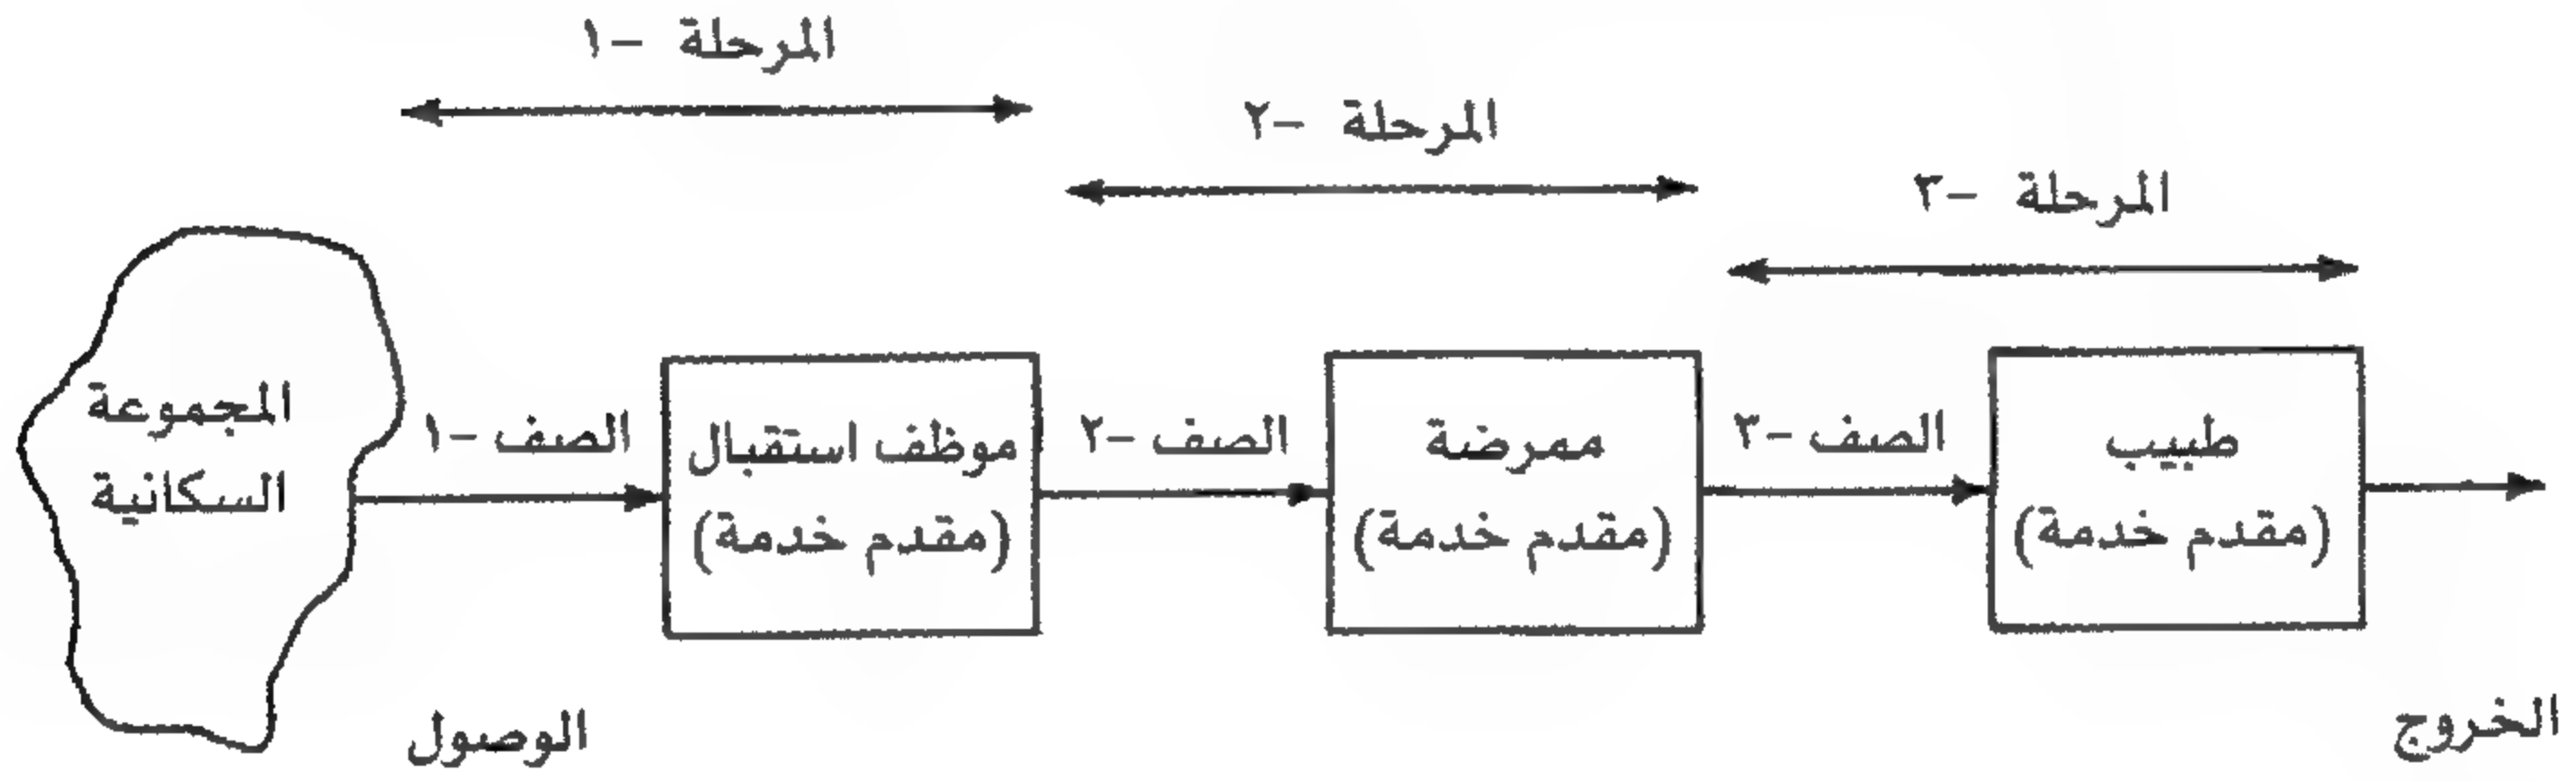 المرحلة -١
المرحلة -٢
المرحلة -٣
المجموعة
السكانية
الصف -١
موظف استقبال
(مقدم خدمة)
الصف -٢
ممرضة
(مقدم خدمة)
الصف -٣
طبيب
(مقدم خدمة)
الوصول
الخروج